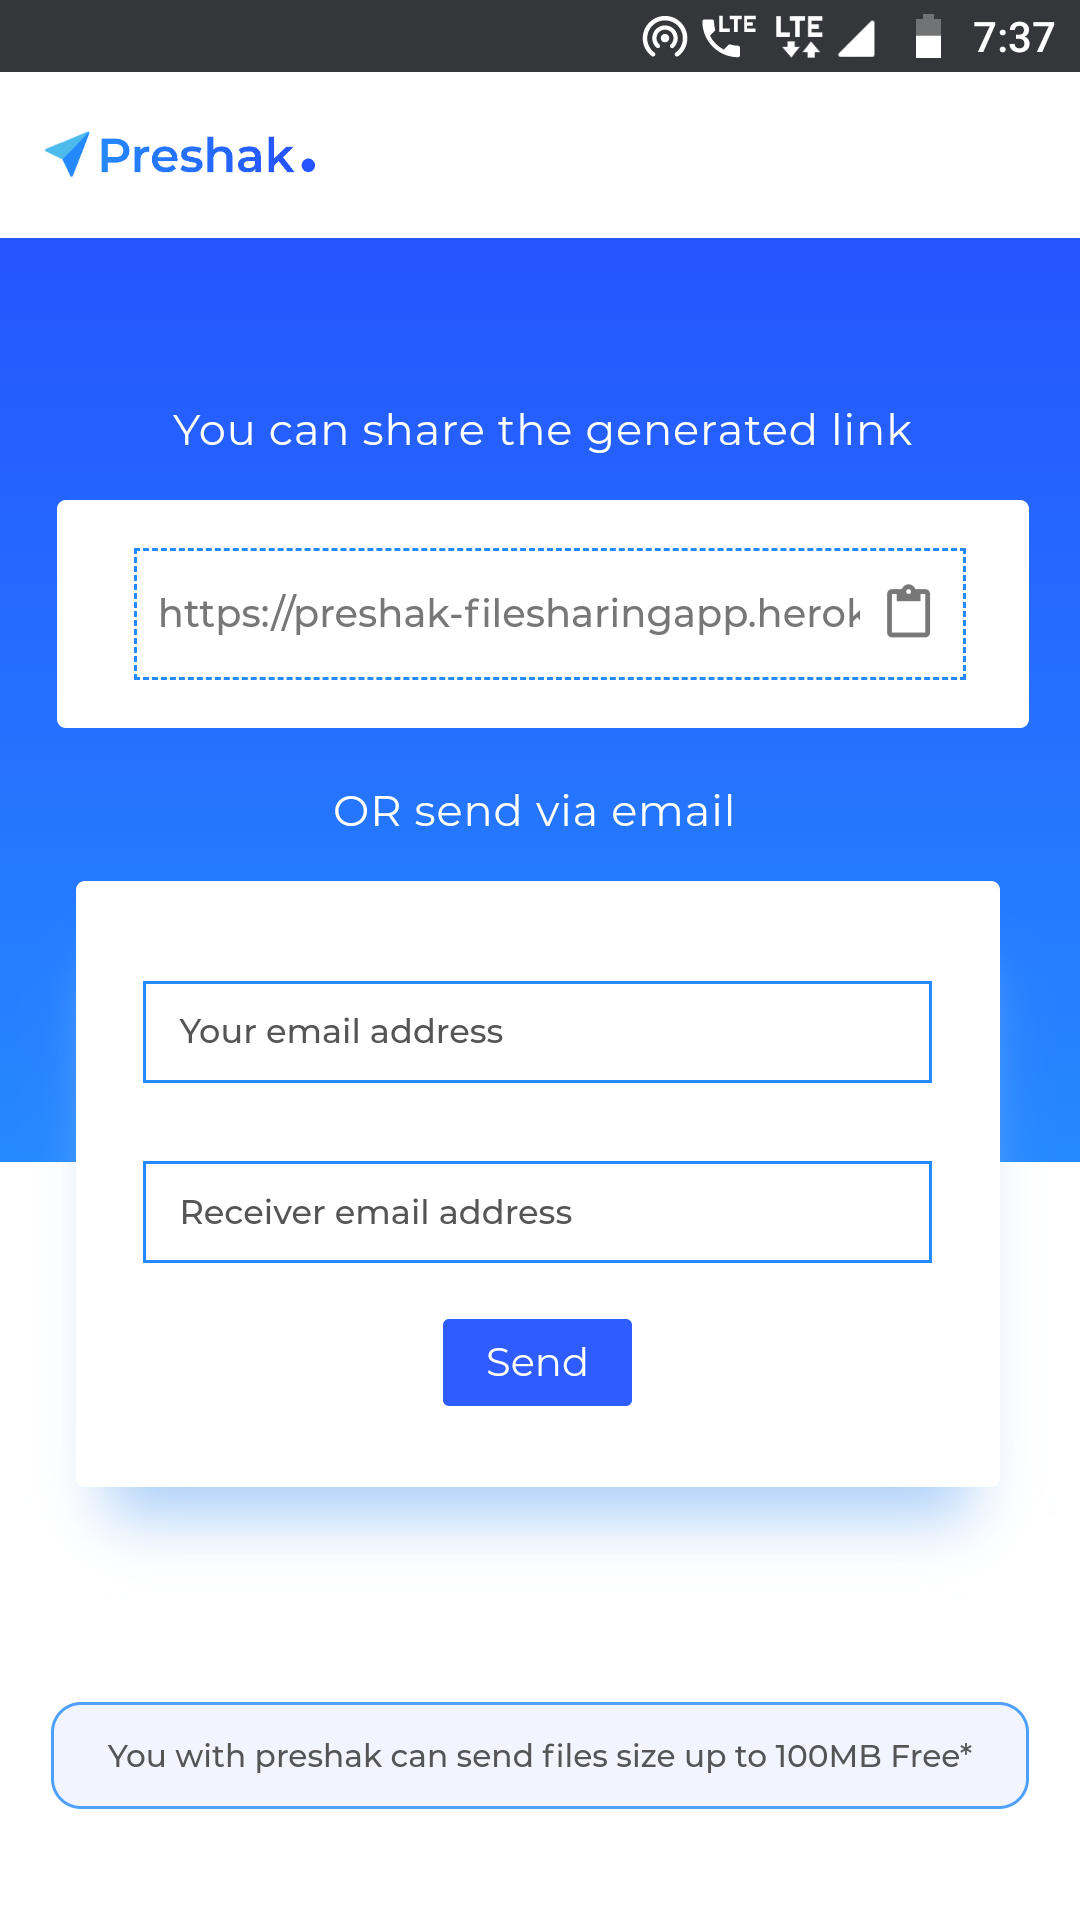 LTE LTE 7:37
Preshak.
You can share the generated link
https://preshak-filesharingapp.herok
OR send via email
Your email address
Receiver email address
Send
You with preshak can send files size up to 100MB Free*